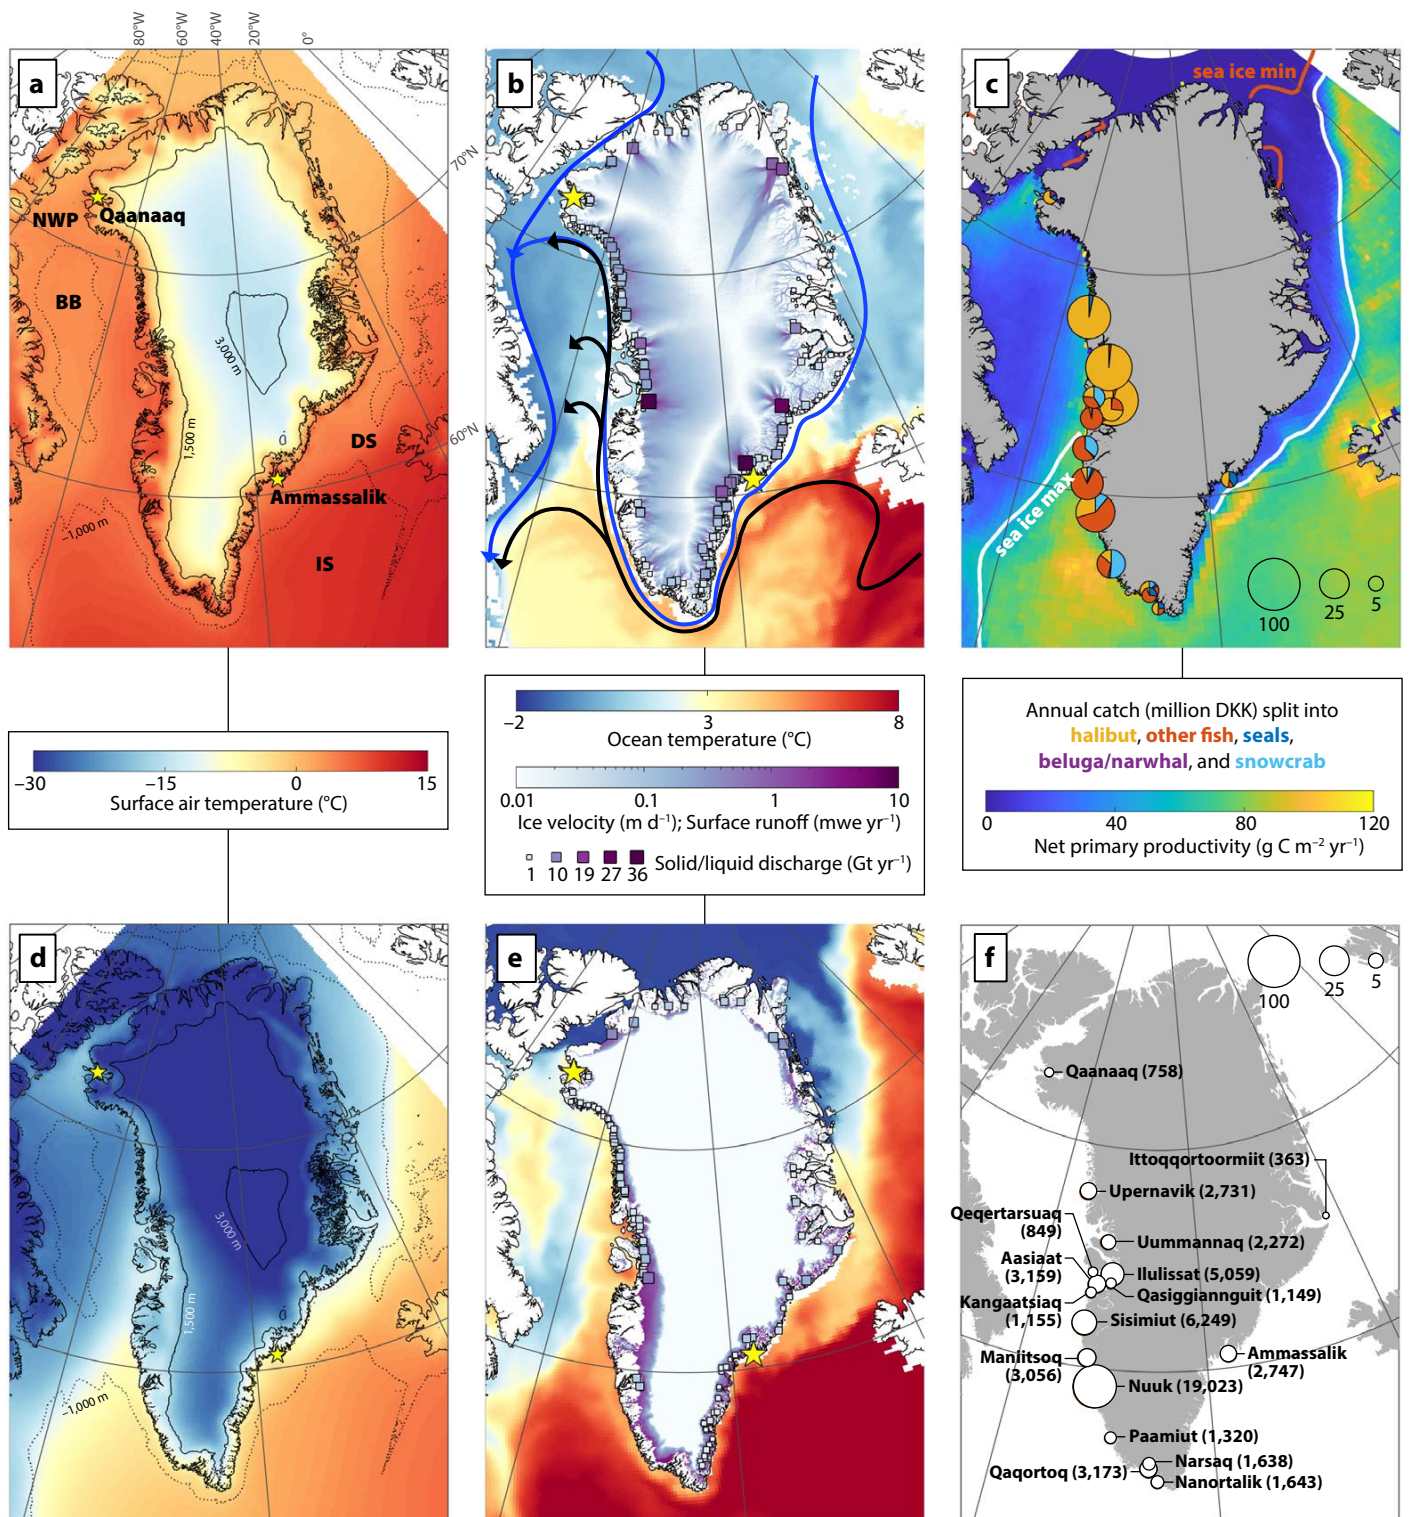 80°W
60°W
40°W
20°W
0°
a
NWP
Qaanaaq
BB
3,000 m
1,500 m
DS
Ammassalik
−1,000 m
IS
70°N
60°N
b
c
sea ice min
sea ice max
100
25
5
−30
−15
0
15
Surface air temperature (°C)
−2
3
8
Ocean temperature (°C)
0.01
0.1
1
10
Ice velocity (m d⁻¹); Surface runoff (mwe yr⁻¹)
1
10
19
27
36
Solid/liquid discharge (Gt yr⁻¹)
Annual catch (million DKK) split into
halibut, other fish, seals,
beluga/narwhal, and snowcrab
0
40
80
120
Net primary productivity (g C m⁻² yr⁻¹)
d
3,000 m
1,500 m
−1,000 m
e
f
100
25
5
Qaanaaq (758)
Ittoqqortoormiit (363)
Upernavik (2,731)
Qeqertarsuaq
(849)
Uummannaq (2,272)
Aasiaat
(3,159)
Ilulissat (5,059)
Qasiggiannguit (1,149)
Kangaatsiaq
(1,155)
Sisimiut (6,249)
Maniitsoq
(3,056)
Ammassalik
(2,747)
Nuuk (19,023)
Paamiut (1,320)
Narsaq (1,638)
Qaqortoq (3,173)
Nanortalik (1,643)